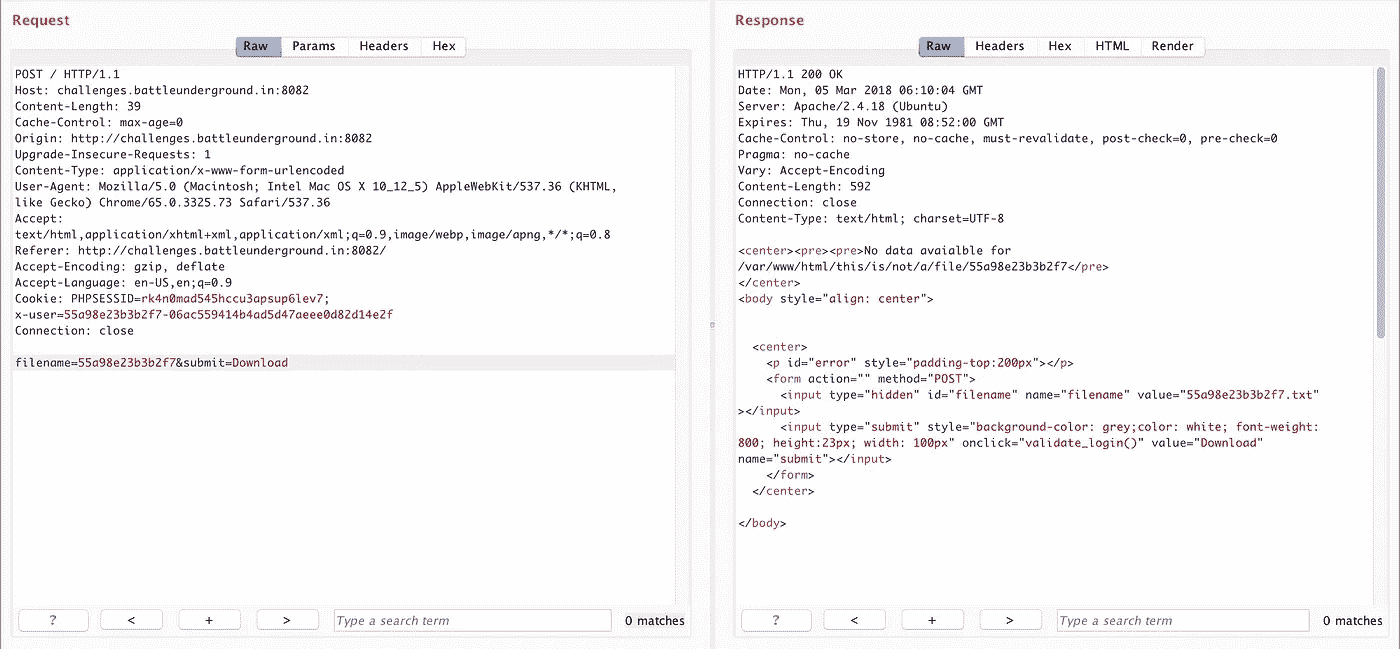 Request
Raw Params Headers Hex
POST / HTTP/1.1
Host: challenges.battleunderground.in:8082
Content-Length: 39
Cache-Control: max-age=0
Origin: http://challenges.battleunderground.in:8082
Upgrade-Insecure-Requests: 1
Content-Type: application/x-www-form-urlencoded
User-Agent: Mozilla/5.0 (Macintosh; Intel Mac OS X 10_12_5) AppleWebKit/537.36 (KHTML,
like Gecko) Chrome/65.0.3325.73 Safari/537.36
Accept:
text/html,application/xhtml+xml,application/xml;q=0.9,image/webp,image/apng,*/*;q=0.8
Referer: http://challenges.battleunderground.in:8082/
Accept-Encoding: gzip, deflate
Accept-Language: en-US,en;q=0.9
Cookie: PHPSESSID=rk4n0mad545hccu3apsup6lev7;
x-user=55a98e23b3b2f7-06ac559414b4ad5d47aeee0d82d14e2f
Connection: close
filename=55a98e23b3b2f7&submit=Download
? < + > Type a search term 0 matches
Response
Raw Headers Hex HTML Render
HTTP/1.1 200 OK
Date: Mon, 05 Mar 2018 06:10:04 GMT
Server: Apache/2.4.18 (Ubuntu)
Expires: Thu, 19 Nov 1981 08:52:00 GMT
Cache-Control: no-store, no-cache, must-revalidate, post-check=0, pre-check=0
Pragma: no-cache
Vary: Accept-Encoding
Content-Length: 592
Connection: close
Content-Type: text/html; charset=UTF-8
<center><pre><pre>No data avaialble for
/var/www/html/this/is/not/a/file/55a98e23b3b2f7</pre>
</center>
<body style="align: center">
<center>
<p id="error" style="padding-top:200px"></p>
<form action="" method="POST">
<input type="hidden" id="filename" name="filename" value="55a98e23b3b2f7.txt"
></input>
<input type="submit" style="background-color: grey;color: white; font-weight:
800; height:23px; width: 100px" onclick="validate_login()" value="Download"
name="submit"></input>
</form>
</center>
</body>
? < + > Type a search term 0 matches